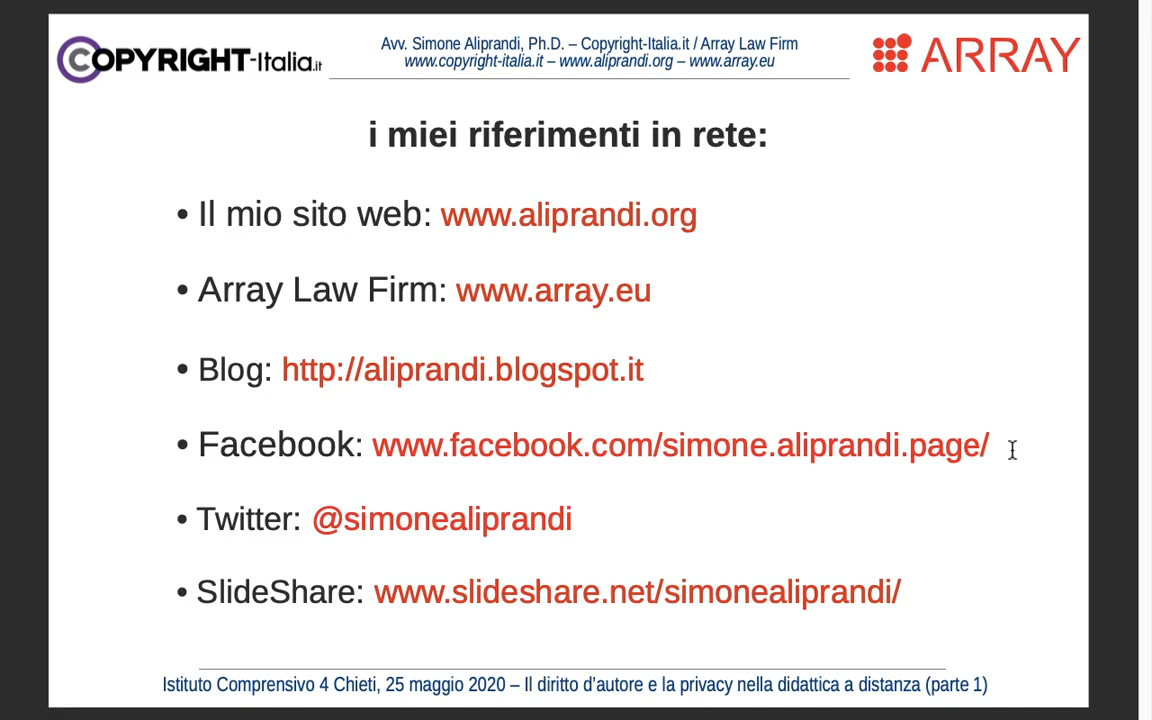 COPYRIGHT-Italia.it
Avv. Simone Aliprandi, Ph.D. – Copyright-Italia.it / Array Law Firm
www.copyright-italia.it – www.aliprandi.org – www.array.eu
ARRAY
i miei riferimenti in rete:
• Il mio sito web: www.aliprandi.org
• Array Law Firm: www.array.eu
• Blog: http://aliprandi.blogspot.it
• Facebook: www.facebook.com/simone.aliprandi.page/
• Twitter: @simonealiprandi
• SlideShare: www.slideshare.net/simonealiprandi/
Istituto Comprensivo 4 Chieti, 25 maggio 2020 – Il diritto d’autore e la privacy nella didattica a distanza (parte 1)